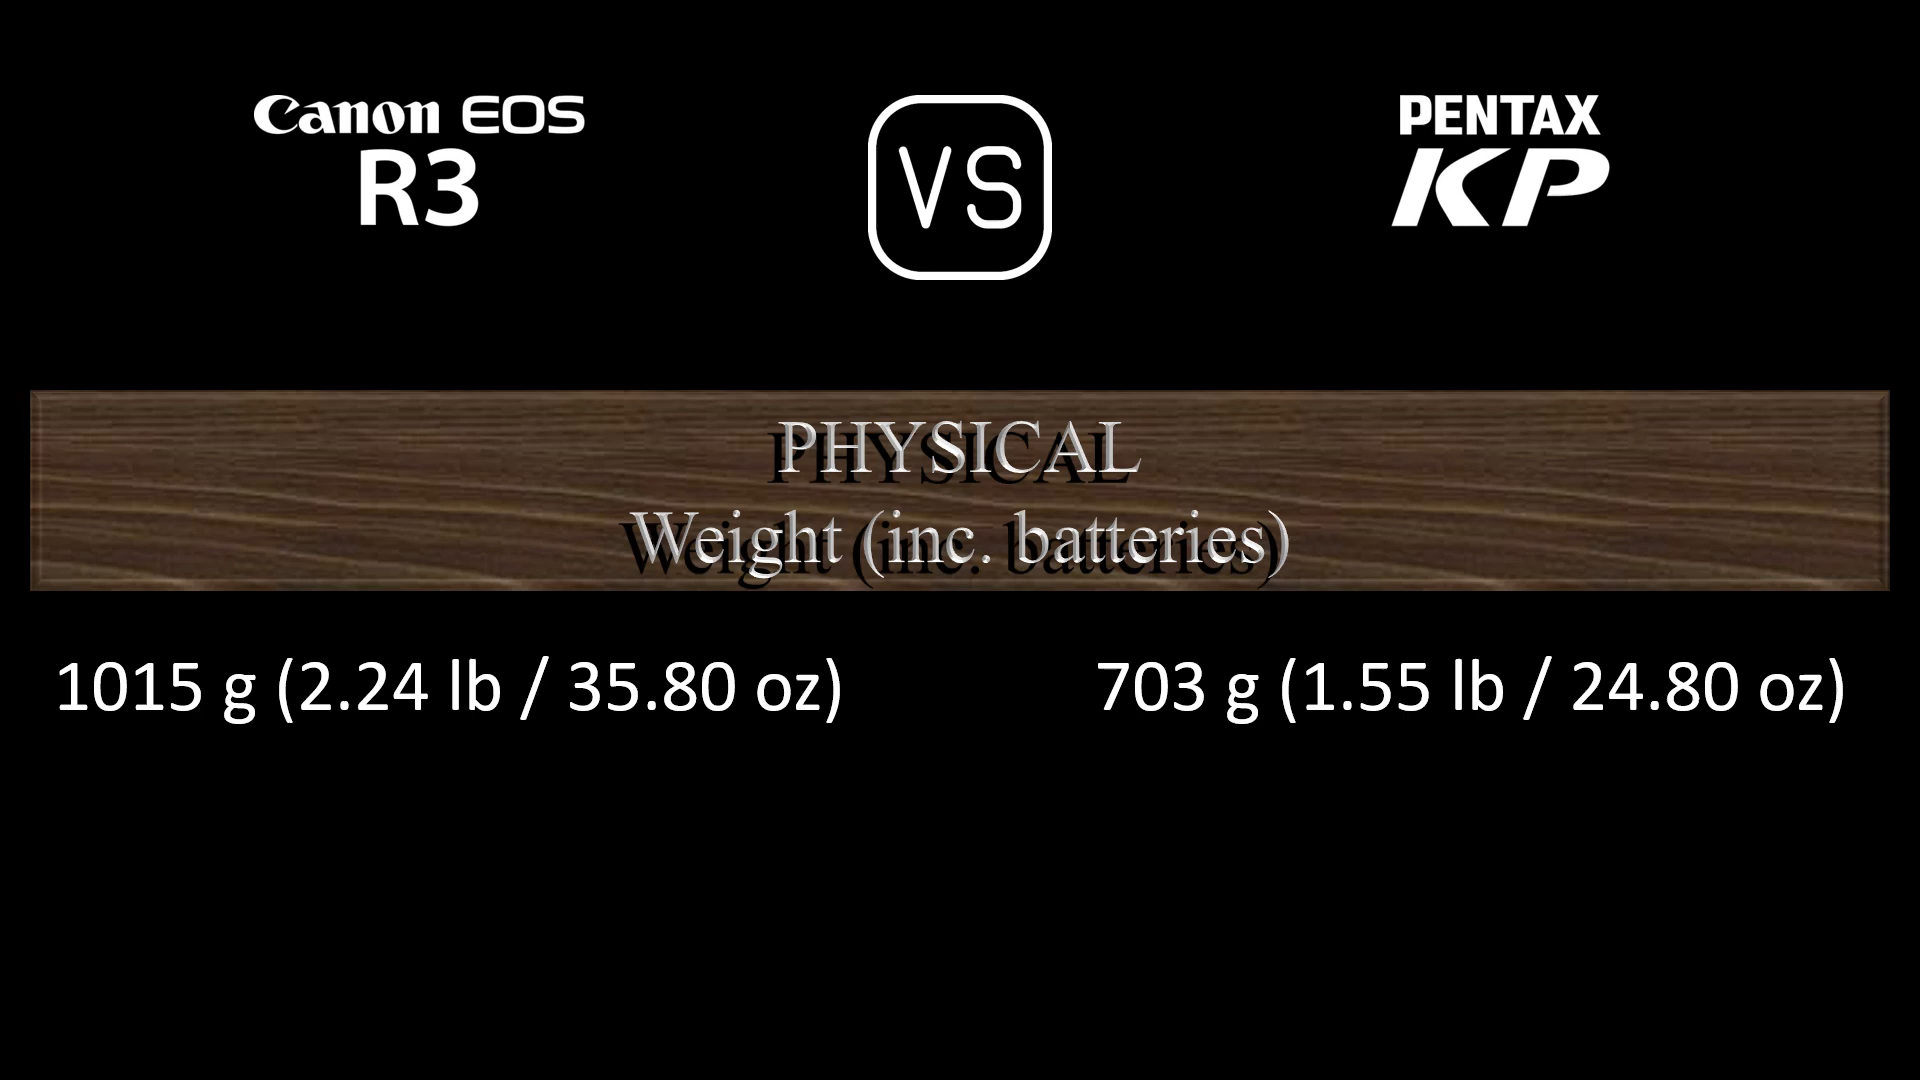 Canon EOS
R3
VS
PENTAX
KP
PHYSICAL
Weight (inc. batteries)
1015 g (2.24 lb / 35.80 oz)
703 g (1.55 lb / 24.80 oz)